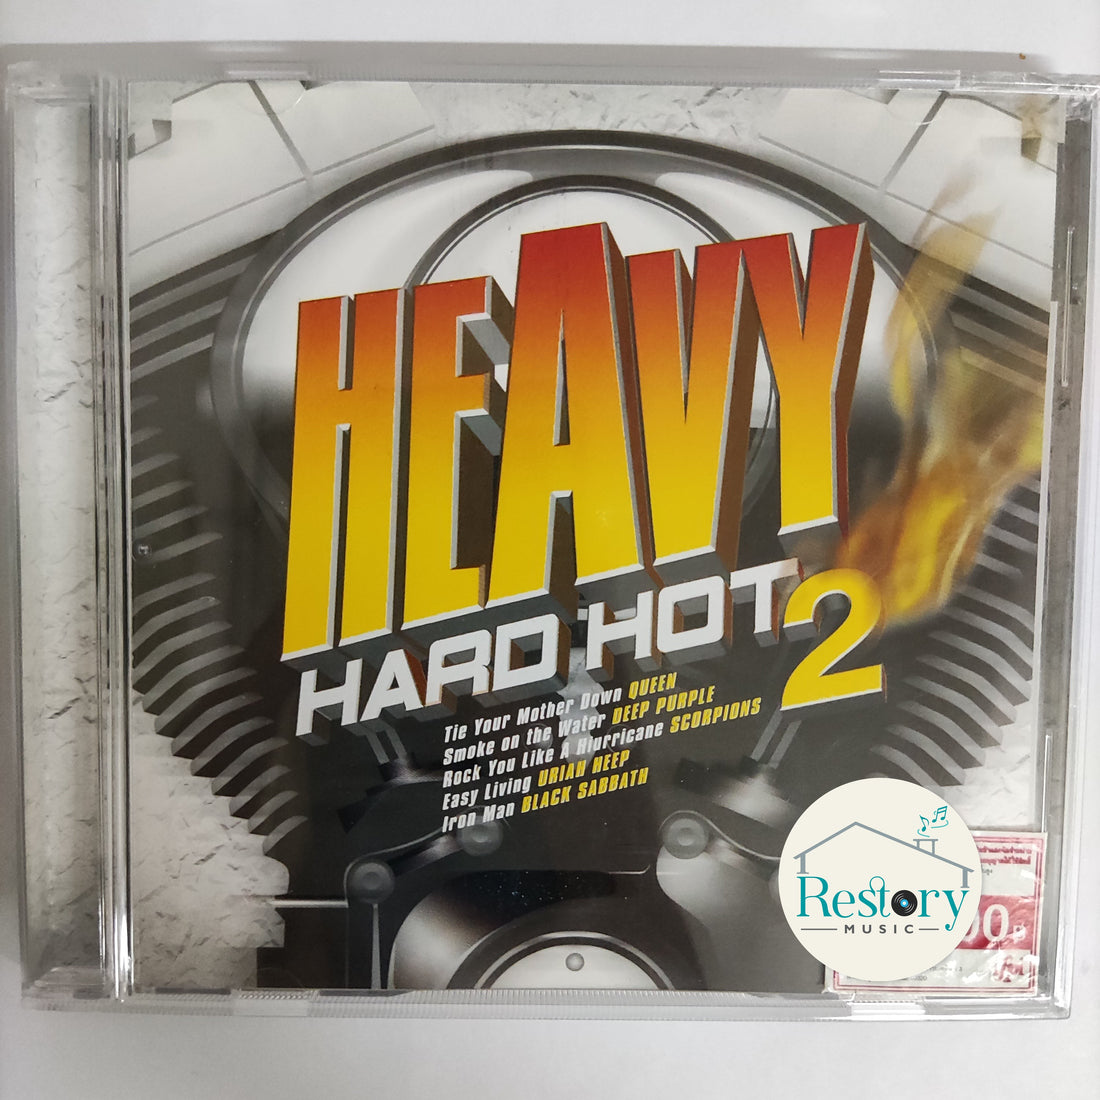 HEAVY
HARD HOT 2
Tie Your Mother Down QUEEN
Smoke on the Water DEEP PURPLE
Rock You Like A Hiurricane SCORPIONS
Easy Living URIAH HEEP
Iron Man BLACK SABBATH
Restory
MUSIC